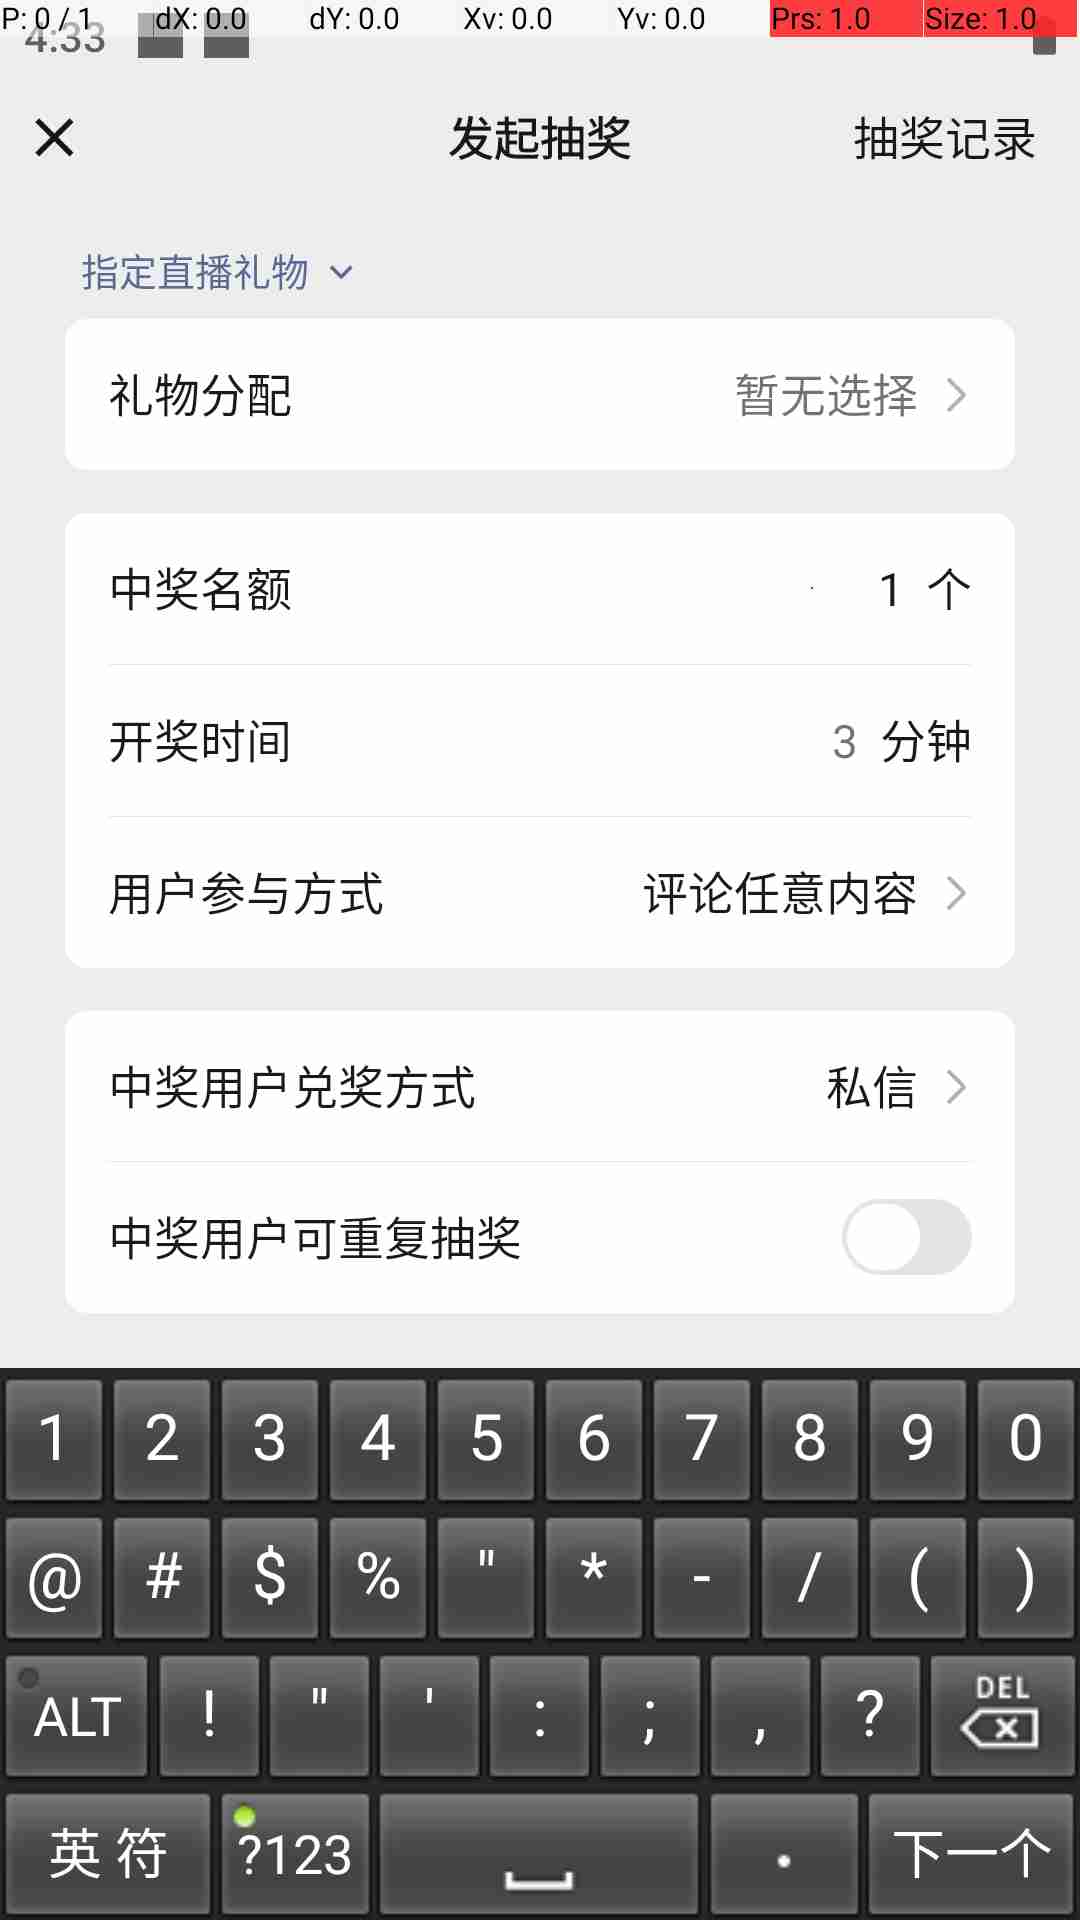 P: 0 / 1 dX: 0.0 dY: 0.0 Xv: 0.0 Yv: 0.0 Prs: 1.0 Size: 1.0
4:33
发起抽奖 抽奖记录
指定直播礼物
礼物分配 暂无选择
中奖名额 1 个
开奖时间 3 分钟
用户参与方式 评论任意内容
中奖用户兑奖方式 私信
中奖用户可重复抽奖
1 2 3 4 5 6 7 8 9 0
@ # $ % " * - / ( )
ALT ! " ' : ; , ? DEL
英 符 ?123 . 下一个